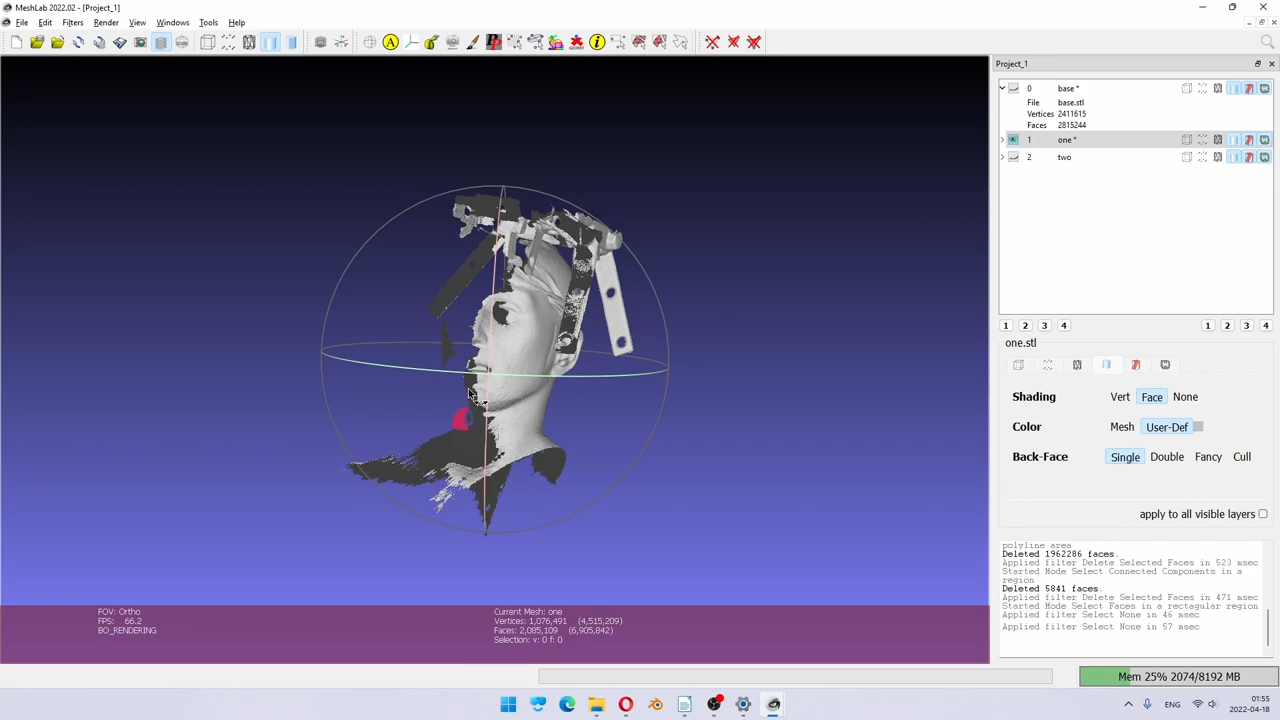 MeshLab 2022.02 - [Project_1]
File Edit Filters Render View Windows Tools Help
Project_1
0 base *
File base.stl
Vertices 2411615
Faces 2815244
1 one *
2 two
1 2 3 4 1 2 3 4
one.stl
Shading Vert Face None
Color Mesh User-Def
Back-Face Single Double Fancy Cull
apply to all visible layers
polyline area
Deleted 1962286 faces.
Applied filter Delete Selected Faces in 523 msec
Started Mode Select Connected Components in a
region
Deleted 5841 faces.
Applied filter Delete Selected Faces in 471 msec
Started Mode Select Faces in a rectagular region
Applied filter Select None in 46 msec
Applied filter Select None in 57 msec
FOV: Ortho
FPS: 66.2
BO_RENDERING
Current Mesh: one
Vertices: 1,076,491 (4,515,209)
Faces: 2,085,109 (6,905,842)
Selection: v: 0 f: 0
Mem 25% 2074/8192 MB
ENG
01:55
2022-04-18